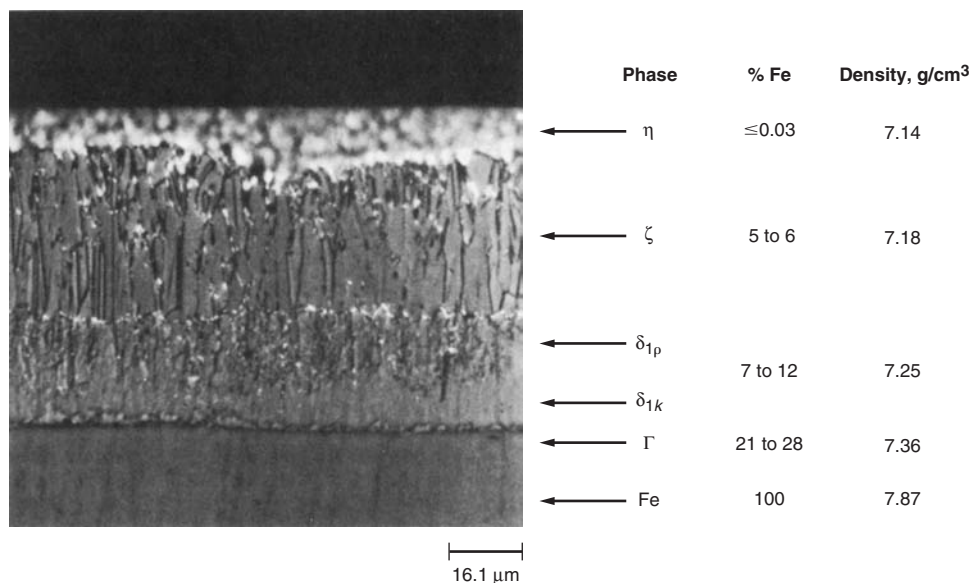 Phase % Fe Density, g/cm³
η ≦0.03 7.14
ζ 5 to 6 7.18
δ₁ρ
7 to 12 7.25
δ₁k
Γ 21 to 28 7.36
Fe 100 7.87
16.1 μm